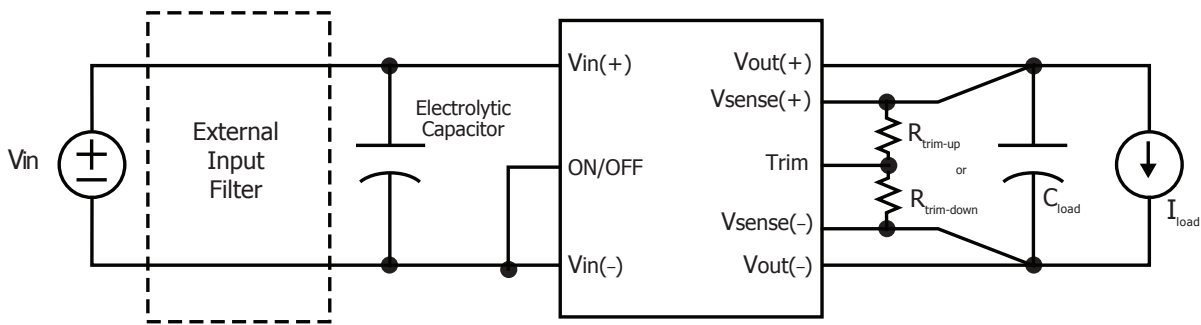 Vin
External
Input
Filter
Electrolytic
Capacitor
Vin(+)
ON/OFF
Vin(−)
Vout(+)
Vsense(+)
Trim
Vsense(−)
Vout(−)
Rtrim-up
or
Rtrim-down
Cload
Iload